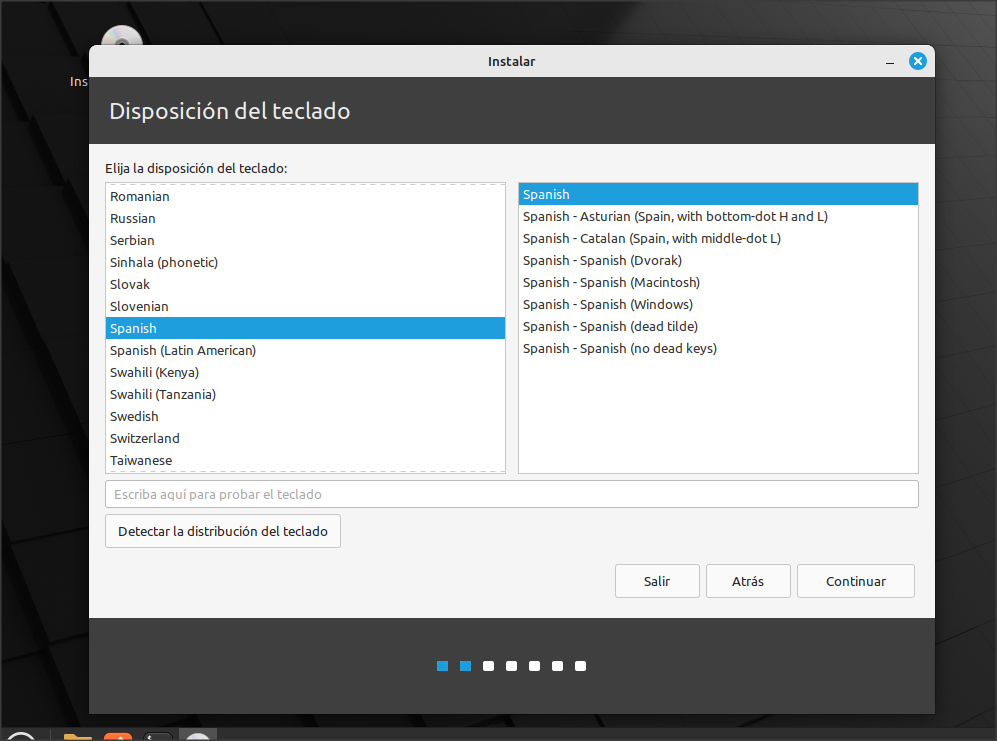 Ins
Instalar
Disposición del teclado
Elija la disposición del teclado:
Romanian
Russian
Serbian
Sinhala (phonetic)
Slovak
Slovenian
Spanish
Spanish (Latin American)
Swahili (Kenya)
Swahili (Tanzania)
Swedish
Switzerland
Taiwanese
Spanish
Spanish - Asturian (Spain, with bottom-dot H and L)
Spanish - Catalan (Spain, with middle-dot L)
Spanish - Spanish (Dvorak)
Spanish - Spanish (Macintosh)
Spanish - Spanish (Windows)
Spanish - Spanish (dead tilde)
Spanish - Spanish (no dead keys)
Escriba aquí para probar el teclado
Detectar la distribución del teclado
Salir
Atrás
Continuar